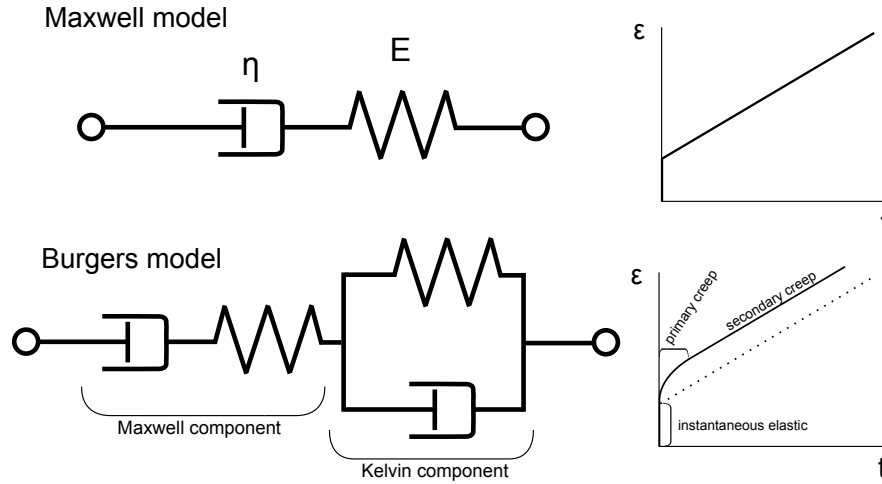 Maxwell model
η
E
ε
Burgers model
Maxwell component
Kelvin component
ε
primary creep
secondary creep
instantaneous elastic
t